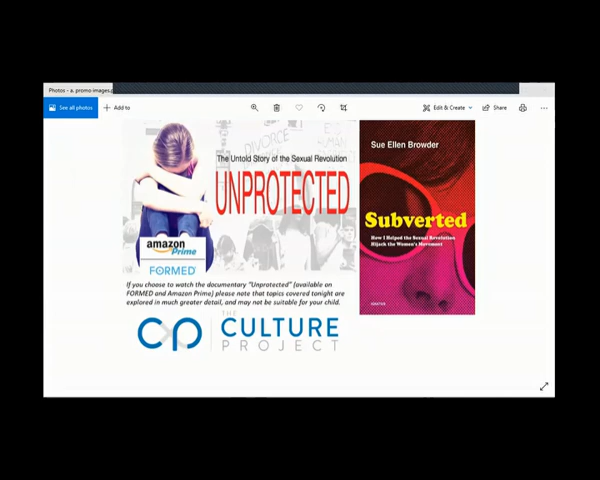 Photos - a. promo images.p
See all photos
Add to
Edit & Create
Share
The Untold Story of the Sexual Revolution
UNPROTECTED
DIVORCE
HUMAN
amazon
Prime
FORMED
If you choose to watch the documentary "Unprotected" (available on
FORMED and Amazon Prime) please note that topics covered tonight are
explored in much greater detail, and may not be suitable for your child.
THE
CULTURE
PROJECT
Sue Ellen Browder
Subverted
How I Helped the Sexual Revolution
Hijack the Women's Movement
IGNATIUS